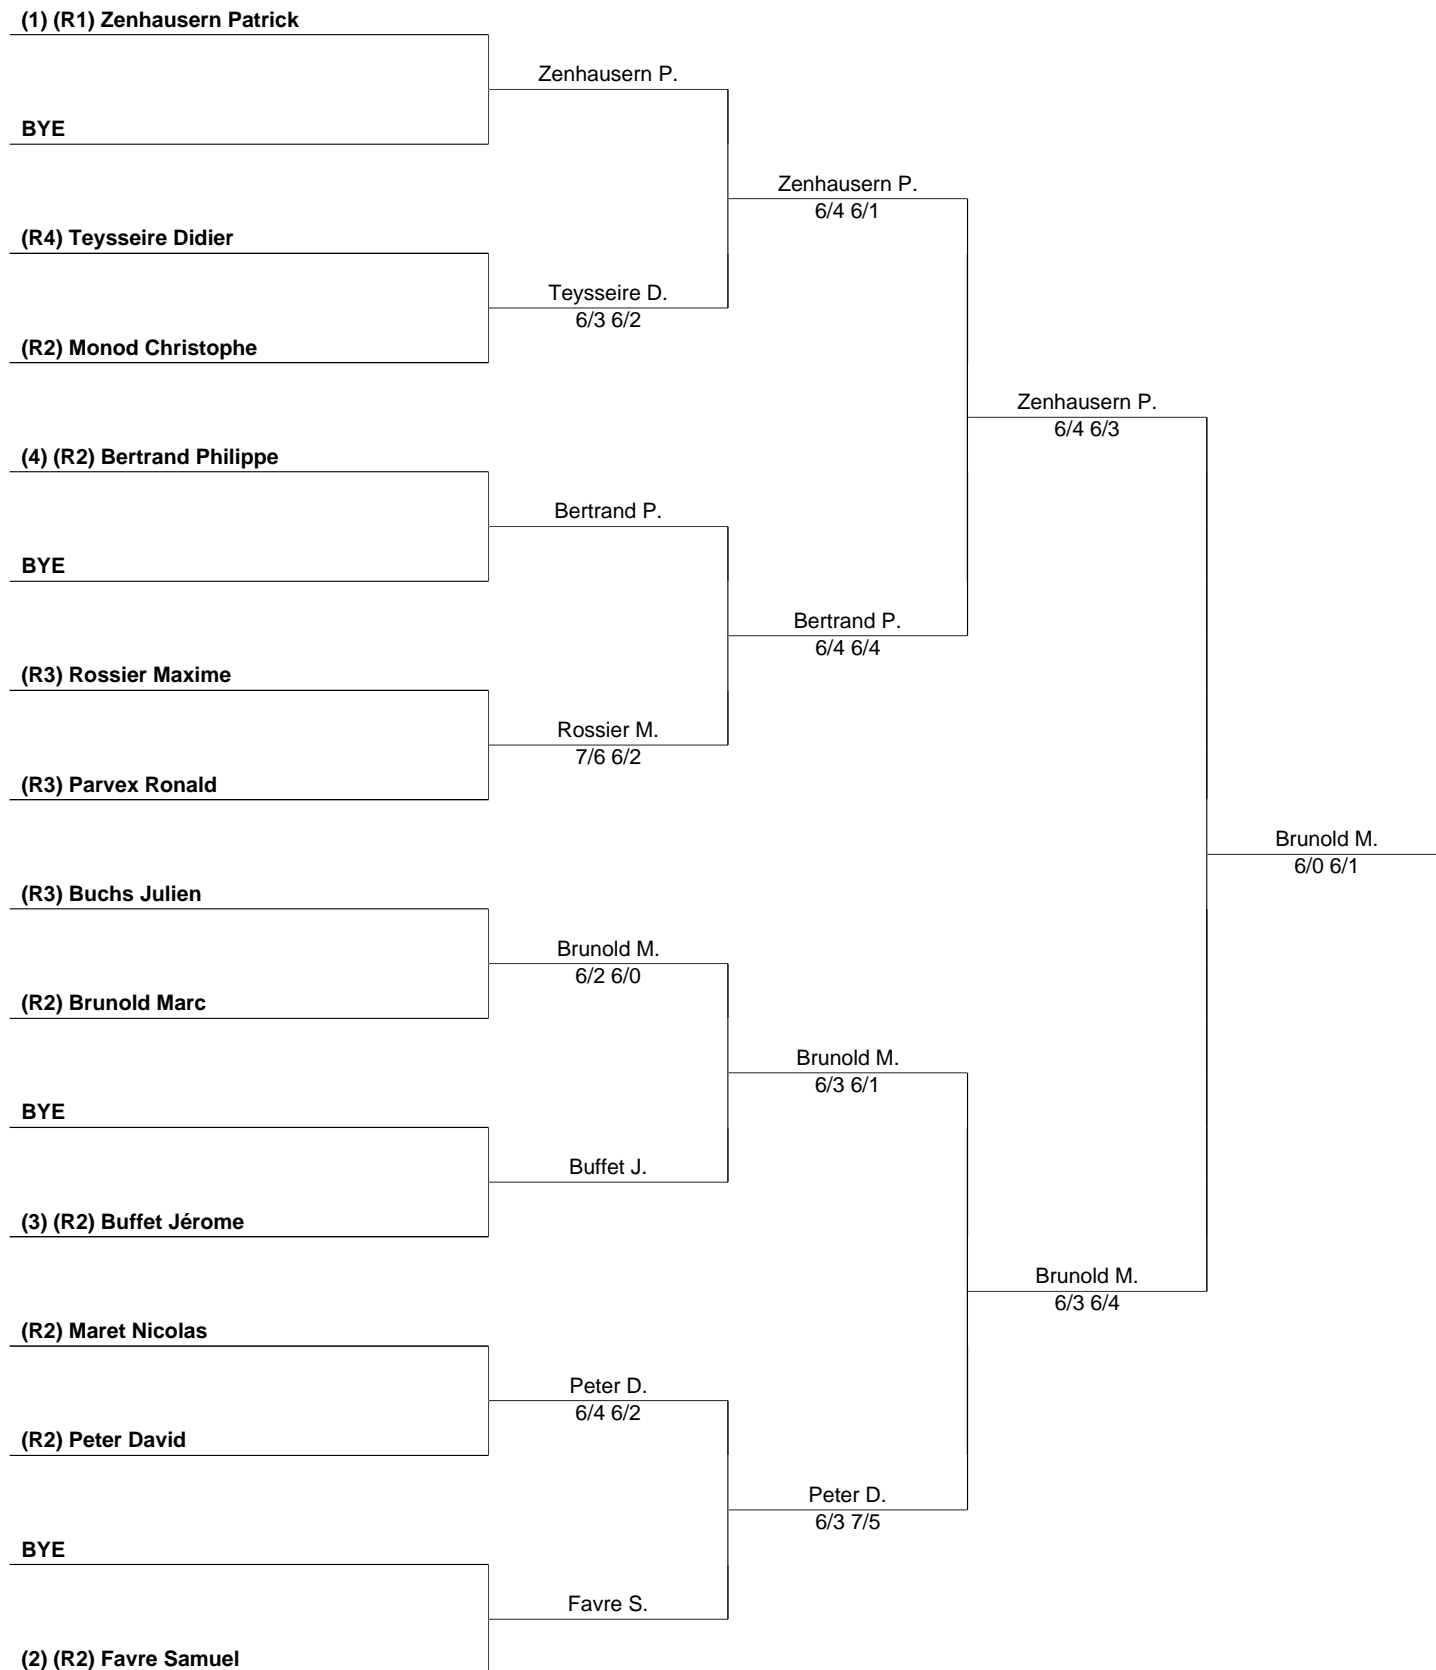 (1) (R1) Zenhausern Patrick
Zenhausern P.
BYE
Zenhausern P.
6/4 6/1
(R4) Teysseire Didier
Teysseire D.
6/3 6/2
(R2) Monod Christophe
Zenhausern P.
6/4 6/3
(4) (R2) Bertrand Philippe
Bertrand P.
BYE
Bertrand P.
6/4 6/4
(R3) Rossier Maxime
Rossier M.
7/6 6/2
(R3) Parvex Ronald
Brunold M.
6/0 6/1
(R3) Buchs Julien
Brunold M.
6/2 6/0
(R2) Brunold Marc
Brunold M.
6/3 6/1
BYE
Buffet J.
(3) (R2) Buffet Jérome
Brunold M.
6/3 6/4
(R2) Maret Nicolas
Peter D.
6/4 6/2
(R2) Peter David
Peter D.
6/3 7/5
BYE
Favre S.
(2) (R2) Favre Samuel